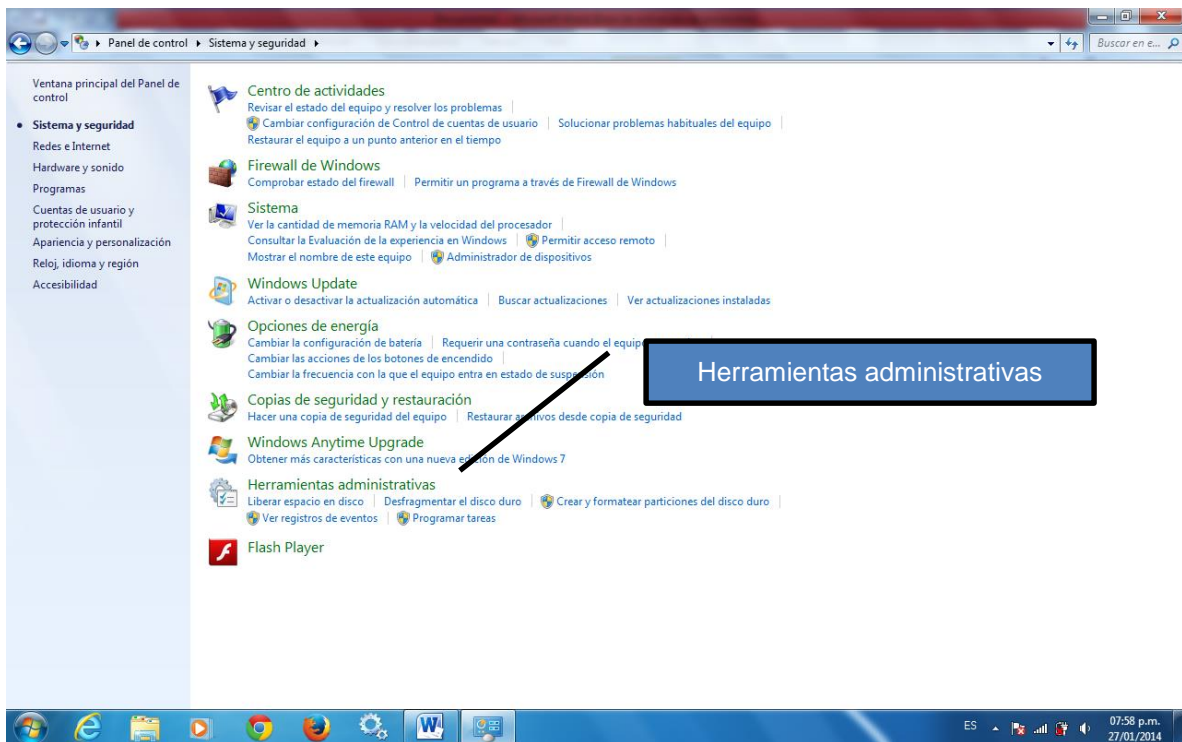 Panel de control ▸ Sistema y seguridad ▸
Buscar en e...
Ventana principal del Panel de
control
Sistema y seguridad
Redes e Internet
Hardware y sonido
Programas
Cuentas de usuario y
protección infantil
Apariencia y personalización
Reloj, idioma y región
Accesibilidad
Centro de actividades
Revisar el estado del equipo y resolver los problemas
Cambiar configuración de Control de cuentas de usuario | Solucionar problemas habituales del equipo
Restaurar el equipo a un punto anterior en el tiempo
Firewall de Windows
Comprobar estado del firewall | Permitir un programa a través de Firewall de Windows
Sistema
Ver la cantidad de memoria RAM y la velocidad del procesador
Consultar la Evaluación de la experiencia en Windows | Permitir acceso remoto
Mostrar el nombre de este equipo | Administrador de dispositivos
Windows Update
Activar o desactivar la actualización automática | Buscar actualizaciones | Ver actualizaciones instaladas
Opciones de energía
Cambiar la configuración de batería | Requerir una contraseña cuando el equipo
Cambiar las acciones de los botones de encendido
Cambiar la frecuencia con la que el equipo entra en estado de suspensión
Herramientas administrativas
Copias de seguridad y restauración
Hacer una copia de seguridad del equipo | Restaurar archivos desde copia de seguridad
Windows Anytime Upgrade
Obtener más características con una nueva edición de Windows 7
Herramientas administrativas
Liberar espacio en disco | Desfragmentar el disco duro | Crear y formatear particiones del disco duro
Ver registros de eventos | Programar tareas
Flash Player
ES
07:58 p.m.
27/01/2014